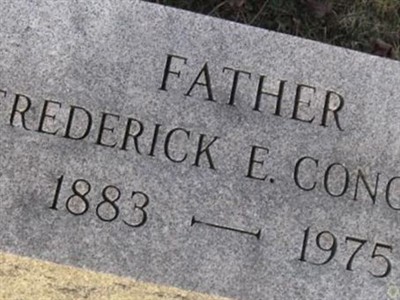 FATHER
FREDERICK E.
1883 — 1975